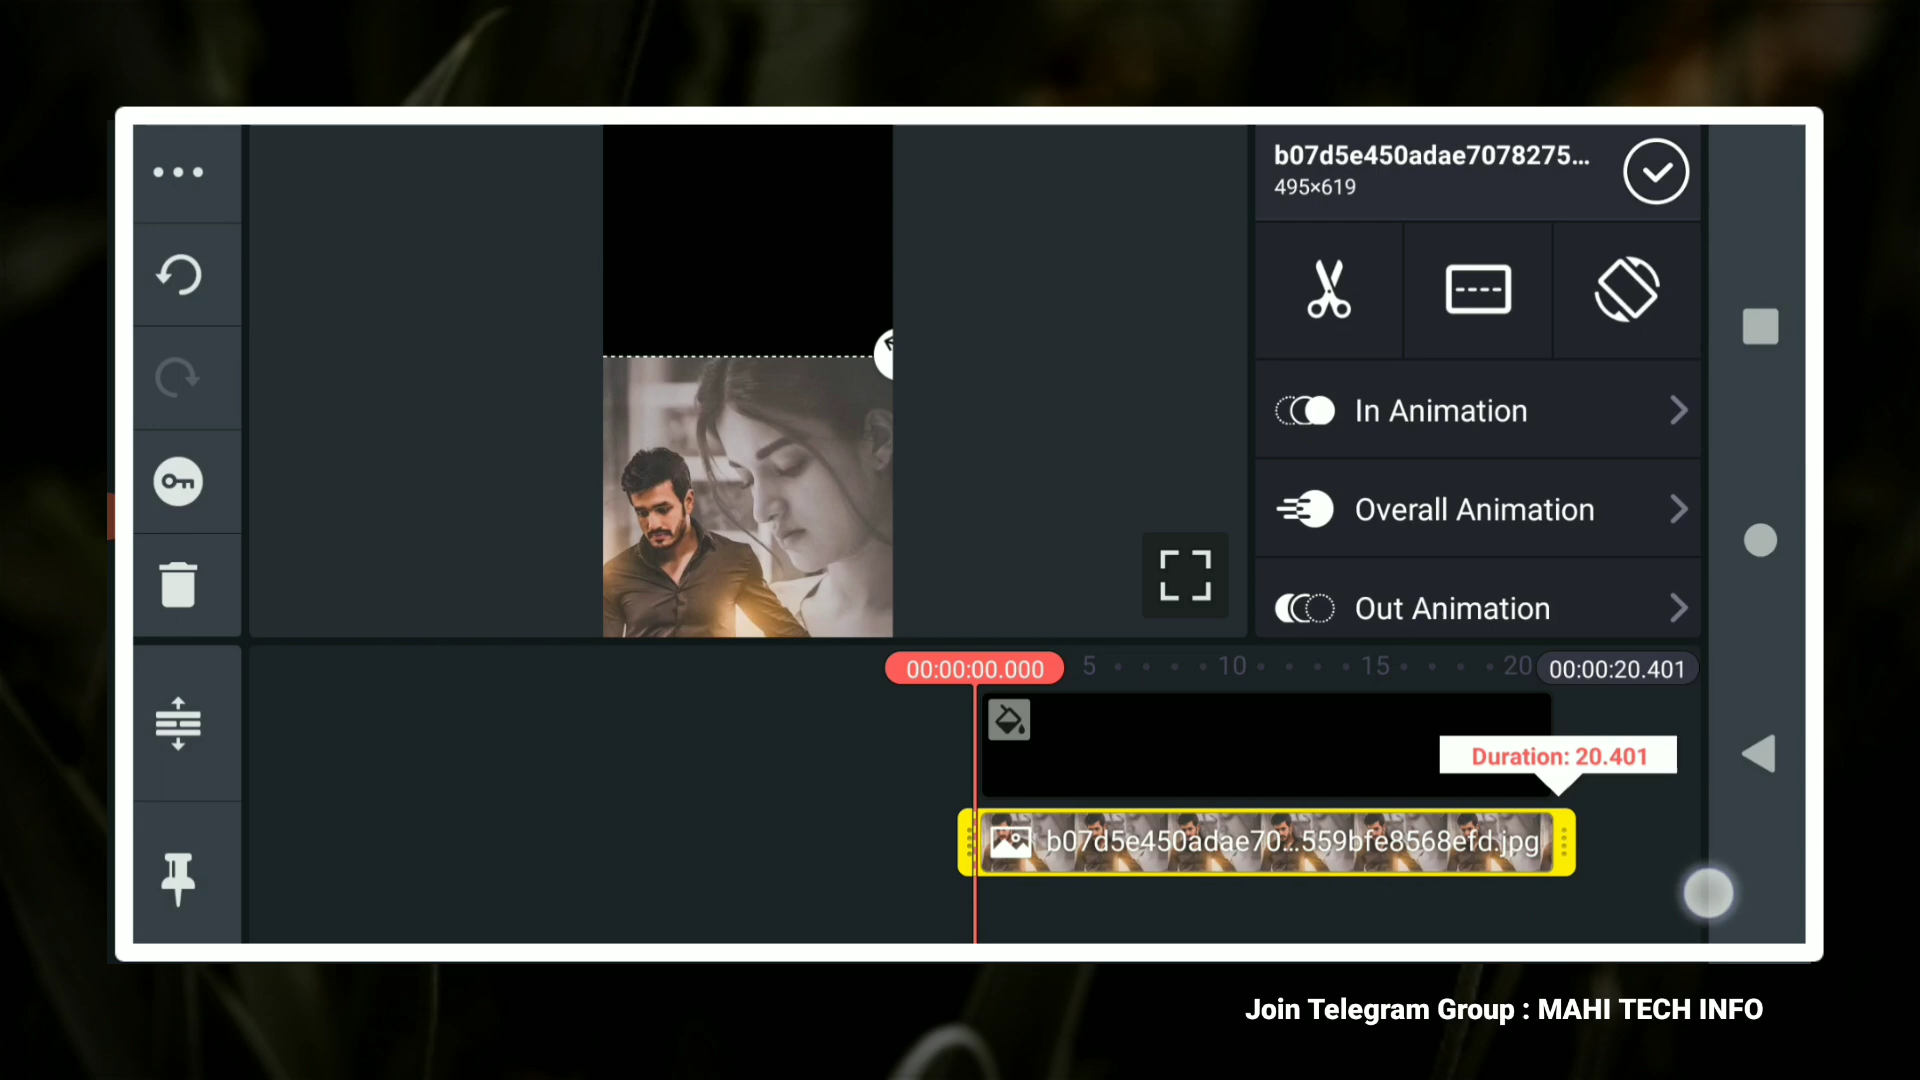 b07d5e450adae7078275...
495×619
In Animation
Overall Animation
Out Animation
00:00:00.000
5
10
15
20
00:00:20.401
Duration: 20.401
b07d5e450adae70...559bfe8568efd.jpg
Join Telegram Group : MAHI TECH INFO